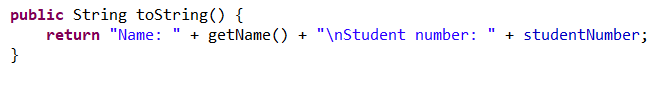 public String toString() {
    return "Name: " + getName() + "\nStudent number: " + studentNumber;
}